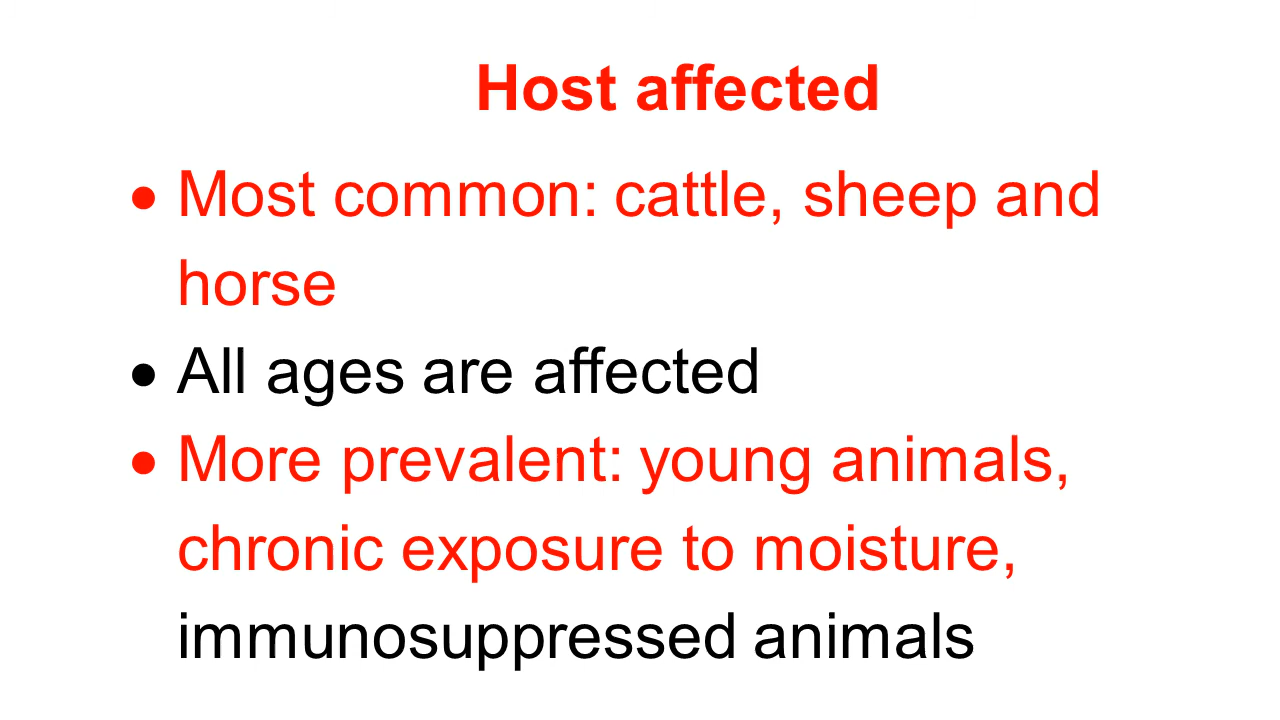 Host affected
• Most common: cattle, sheep and
horse
• All ages are affected
• More prevalent: young animals,
chronic exposure to moisture,
immunosuppressed animals